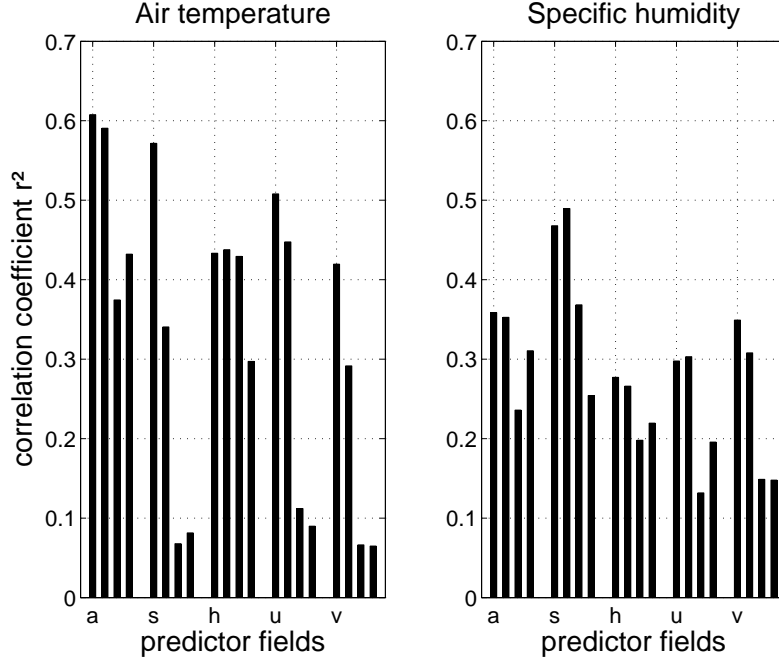 Air temperature
correlation coefficient r²
0.7
0.6
0.5
0.4
0.3
0.2
0.1
0
a s h u v
predictor fields
Specific humidity
0.7
0.6
0.5
0.4
0.3
0.2
0.1
0
a s h u v
predictor fields